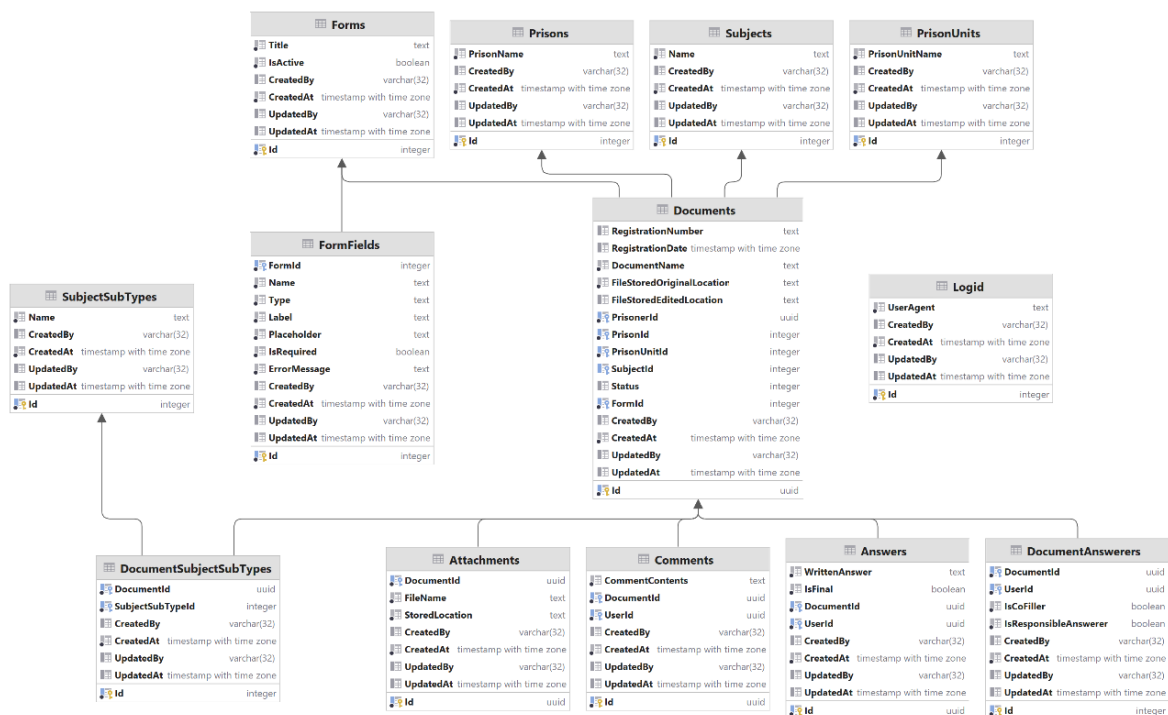 Forms
Title text
IsActive boolean
CreatedBy varchar(32)
CreatedAt timestamp with time zone
UpdatedBy varchar(32)
UpdatedAt timestamp with time zone
Id integer
Prisons
PrisonName text
CreatedBy varchar(32)
CreatedAt timestamp with time zone
UpdatedBy varchar(32)
UpdatedAt timestamp with time zone
Id integer
Subjects
Name text
CreatedBy varchar(32)
CreatedAt timestamp with time zone
UpdatedBy varchar(32)
UpdatedAt timestamp with time zone
Id integer
PrisonUnits
PrisonUnitName text
CreatedBy varchar(32)
CreatedAt timestamp with time zone
UpdatedBy varchar(32)
UpdatedAt timestamp with time zone
Id integer
Documents
RegistrationNumber text
RegistrationDate timestamp with time zone
DocumentName text
FileStoredOriginalLocation text
FileStoredEditedLocation text
PrisonerId uuid
PrisonId integer
PrisonUnitId integer
SubjectId integer
Status integer
FormId integer
CreatedBy varchar(32)
CreatedAt timestamp with time zone
UpdatedBy varchar(32)
UpdatedAt timestamp with time zone
Id uuid
FormFields
FormId integer
Name text
Type text
Label text
Placeholder text
IsRequired boolean
ErrorMessage text
CreatedBy varchar(32)
CreatedAt timestamp with time zone
UpdatedBy varchar(32)
UpdatedAt timestamp with time zone
Id integer
Logid
UserAgent text
CreatedBy varchar(32)
CreatedAt timestamp with time zone
UpdatedBy varchar(32)
UpdatedAt timestamp with time zone
Id integer
SubjectSubTypes
Name text
CreatedBy varchar(32)
CreatedAt timestamp with time zone
UpdatedBy varchar(32)
UpdatedAt timestamp with time zone
Id integer
DocumentSubjectSubTypes
DocumentId uuid
SubjectSubTypeId integer
CreatedBy varchar(32)
CreatedAt timestamp with time zone
UpdatedBy varchar(32)
UpdatedAt timestamp with time zone
Id integer
Attachments
DocumentId uuid
FileName text
StoredLocation text
CreatedBy varchar(32)
CreatedAt timestamp with time zone
UpdatedBy varchar(32)
UpdatedAt timestamp with time zone
Id uuid
Comments
CommentContents text
DocumentId uuid
UserId uuid
CreatedBy varchar(32)
CreatedAt timestamp with time zone
UpdatedBy varchar(32)
UpdatedAt timestamp with time zone
Id uuid
Answers
WrittenAnswer text
IsFinal boolean
DocumentId uuid
UserId uuid
CreatedBy varchar(32)
CreatedAt timestamp with time zone
UpdatedBy varchar(32)
UpdatedAt timestamp with time zone
Id uuid
DocumentAnswerers
DocumentId uuid
UserId uuid
IsCoFiller boolean
IsResponsibleAnswerer boolean
CreatedBy varchar(32)
CreatedAt timestamp with time zone
UpdatedBy varchar(32)
UpdatedAt timestamp with time zone
Id integer